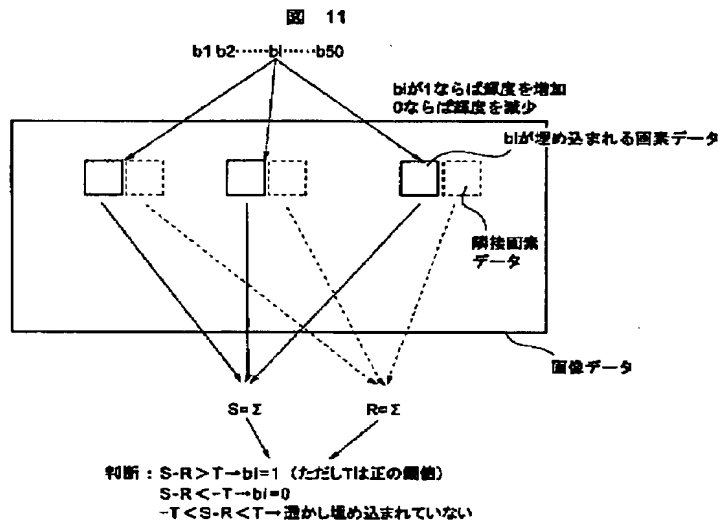 図 11
b1 b2……bi……b50
biが1ならば輝度を増加
0ならば輝度を減少
biが埋め込まれる画素データ
隣接画素
データ
画像データ
S=Σ
R=Σ
判断：S-R>T→bi=1（ただしTは正の閾値）
S-R<-T→bi=0
-T<S-R<T→透かし埋め込まれていない